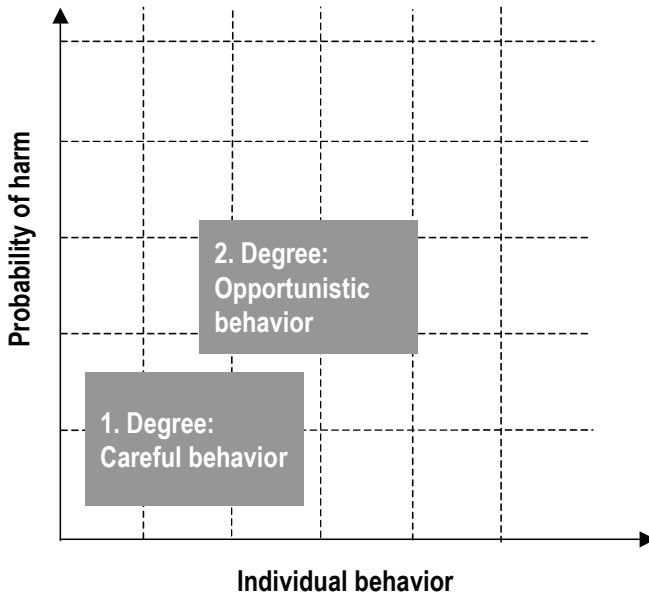 Probability of harm
2. Degree:
Opportunistic
behavior
1. Degree:
Careful behavior
Individual behavior